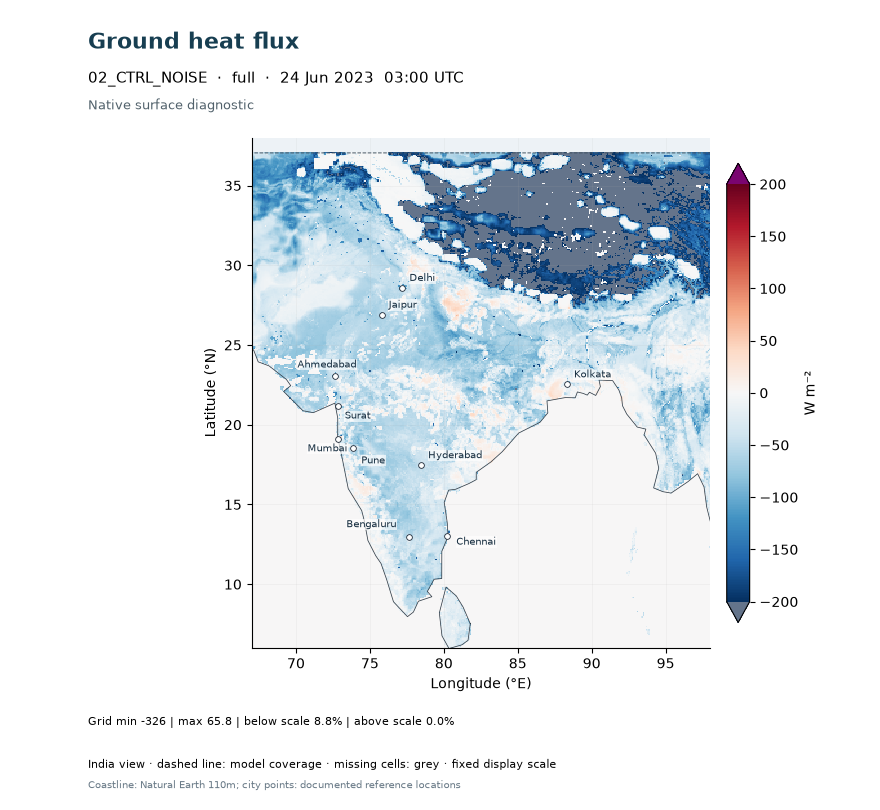 Ground heat flux
02_CTRL_NOISE · full · 24 Jun 2023 03:00 UTC
Native surface diagnostic
35
30
25
20
15
10
Latitude (°N)
Delhi
Jaipur
Ahmedabad
Kolkata
Surat
Mumbai
Pune
Hyderabad
Bengaluru
Chennai
70
75
80
85
90
95
Longitude (°E)
200
150
100
50
0
−50
−100
−150
−200
W m⁻²
Grid min -326 | max 65.8 | below scale 8.8% | above scale 0.0%
India view · dashed line: model coverage · missing cells: grey · fixed display scale
Coastline: Natural Earth 110m; city points: documented reference locations